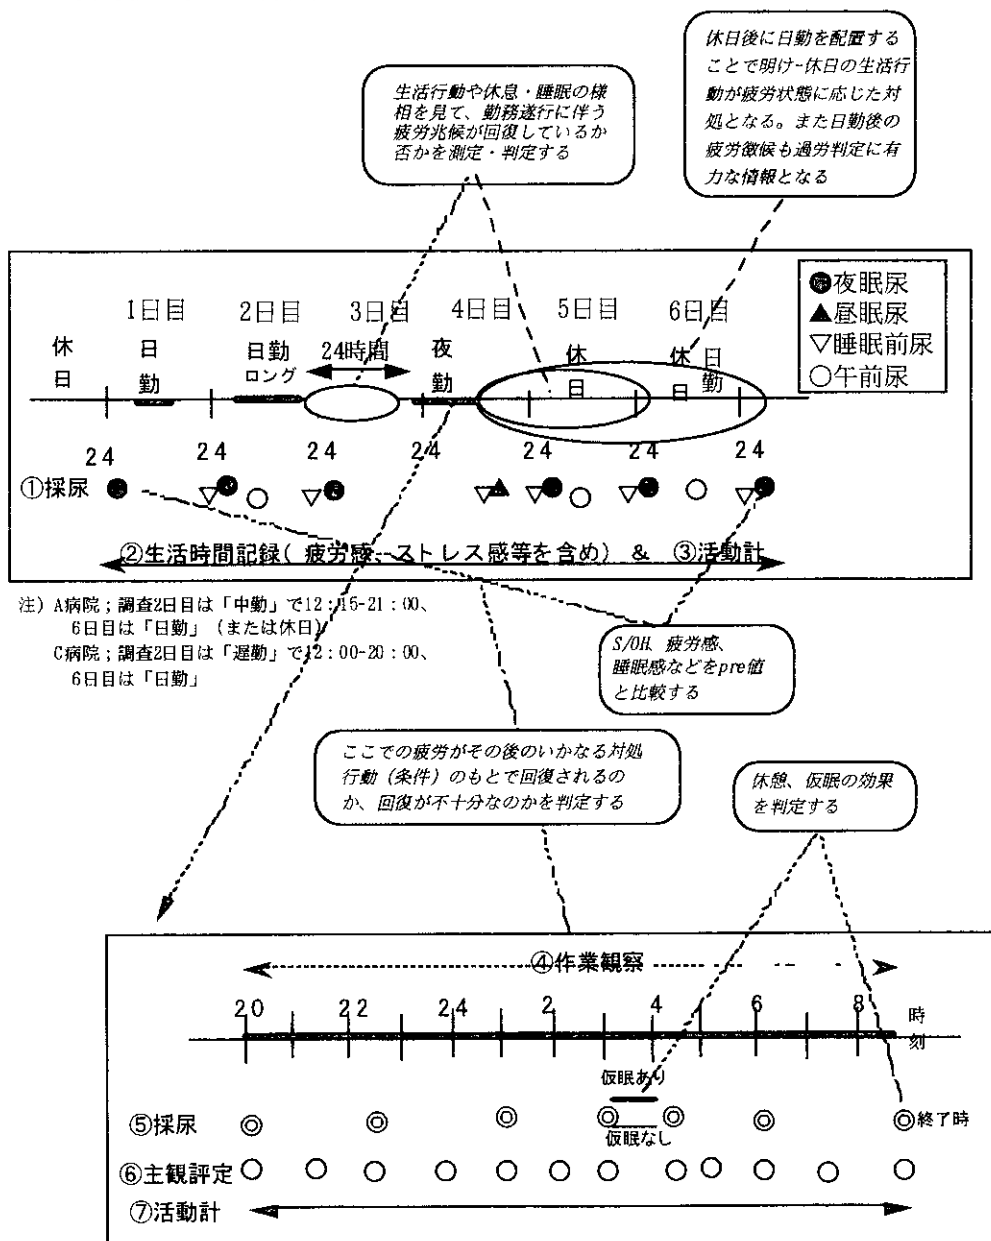 休日後に日勤を配置する
ことで明け-休日の生活行
動が疲労状態に応じた対
処となる。また日勤後の
疲労徴候も過労判定に有
力な情報となる
生活行動や休息・睡眠の様
相を見て、勤務遂行に伴う
疲労兆候が回復しているか
否かを測定・判定する
●夜眠尿
▲昼眠尿
▽睡眠前尿
○午前尿
1日目 2日目 3日目 4日目 5日目 6日目
休日 日勤 日勤ロング 24時間 夜勤 休日 休日 日勤
24 24 24 24 24 24 24
①採尿
②生活時間記録(疲労感、ストレス感等を含め) & ③活動計
注) A病院;調査2日目は「中勤」で12:15-21:00、
6日目は「日勤」(または休日)
C病院;調査2日目は「遅勤」で12:00-20:00、
6日目は「日勤」
S/OH、疲労感、
睡眠感などをpre値
と比較する
ここでの疲労がその後のいかなる対処
行動(条件)のもとで回復されるの
か、回復が不十分なのかを判定する
休憩、仮眠の効果
を判定する
④作業観察
20 22 24 2 4 6 8 時刻
仮眠あり
⑤採尿 ◎ ◎ ◎ ◎ ◎ ◎ ◎終了時
仮眠なし
⑥主観評定 ○ ○ ○ ○ ○ ○ ○ ○ ○ ○ ○ ○
⑦活動計